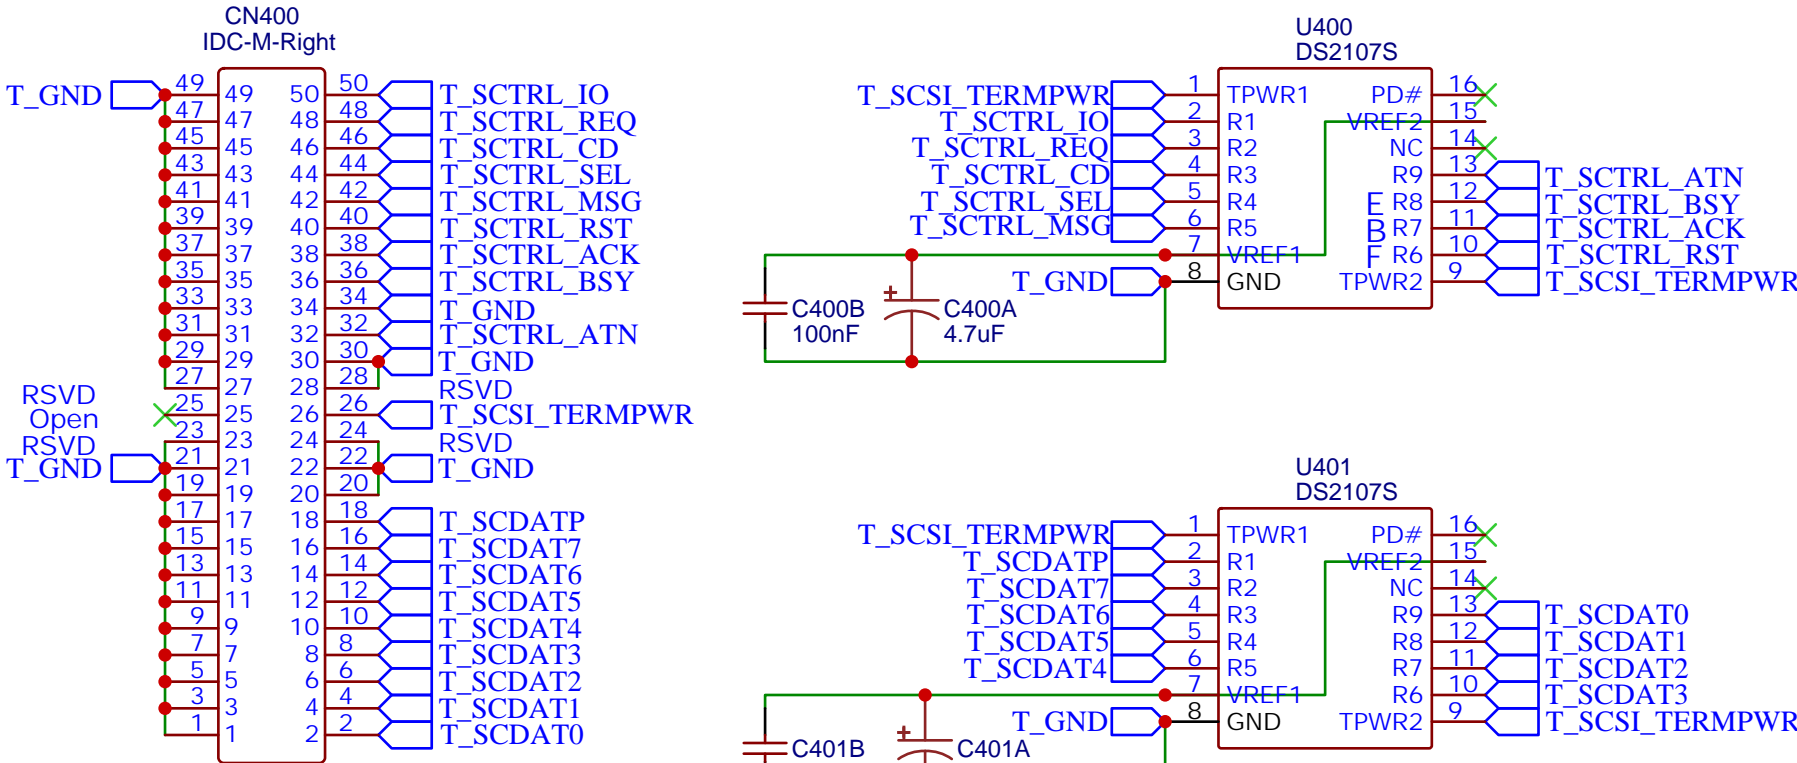 CN400
IDC-M-Right
T_GND 49 49 50 50 T_SCTRL_IO
47 47 48 48 T_SCTRL_REQ
45 45 46 46 T_SCTRL_CD
43 43 44 44 T_SCTRL_SEL
41 41 42 42 T_SCTRL_MSG
39 39 40 40 T_SCTRL_RST
37 37 38 38 T_SCTRL_ACK
35 35 36 36 T_SCTRL_BSY
33 33 34 34 T_GND
31 31 32 32 T_SCTRL_ATN
29 29 30 30 T_GND
RSVD 27 27 28 28 RSVD
Open 25 25 26 26 T_SCSI_TERMPWR
RSVD 23 23 24 24 RSVD
T_GND 21 21 22 22 T_GND
19 19 20 20
17 17 18 18 T_SCDATP
15 15 16 16 T_SCDAT7
13 13 14 14 T_SCDAT6
11 11 12 12 T_SCDAT5
9 9 10 10 T_SCDAT4
7 7 8 8 T_SCDAT3
5 5 6 6 T_SCDAT2
3 3 4 4 T_SCDAT1
1 1 2 2 T_SCDAT0
U400
DS2107S
T_SCSI_TERMPWR 1 TPWR1 PD# 16
T_SCTRL_IO 2 R1 VREF2 15
T_SCTRL_REQ 3 R2 NC 14
T_SCTRL_CD 4 R3 R9 13 T_SCTRL_ATN
T_SCTRL_SEL 5 R4 E R8 12 T_SCTRL_BSY
T_SCTRL_MSG 6 R5 B R7 11 T_SCTRL_ACK
7 VREF1 F R6 10 T_SCTRL_RST
T_GND 8 GND TPWR2 9 T_SCSI_TERMPWR
C400B + C400A
100nF 4.7uF
U401
DS2107S
T_SCSI_TERMPWR 1 TPWR1 PD# 16
T_SCDATP 2 R1 VREF2 15
T_SCDAT7 3 R2 NC 14
T_SCDAT6 4 R3 R9 13 T_SCDAT0
T_SCDAT5 5 R4 R8 12 T_SCDAT1
T_SCDAT4 6 R5 R7 11 T_SCDAT2
7 VREF1 R6 10 T_SCDAT3
T_GND 8 GND TPWR2 9 T_SCSI_TERMPWR
C401B + C401A